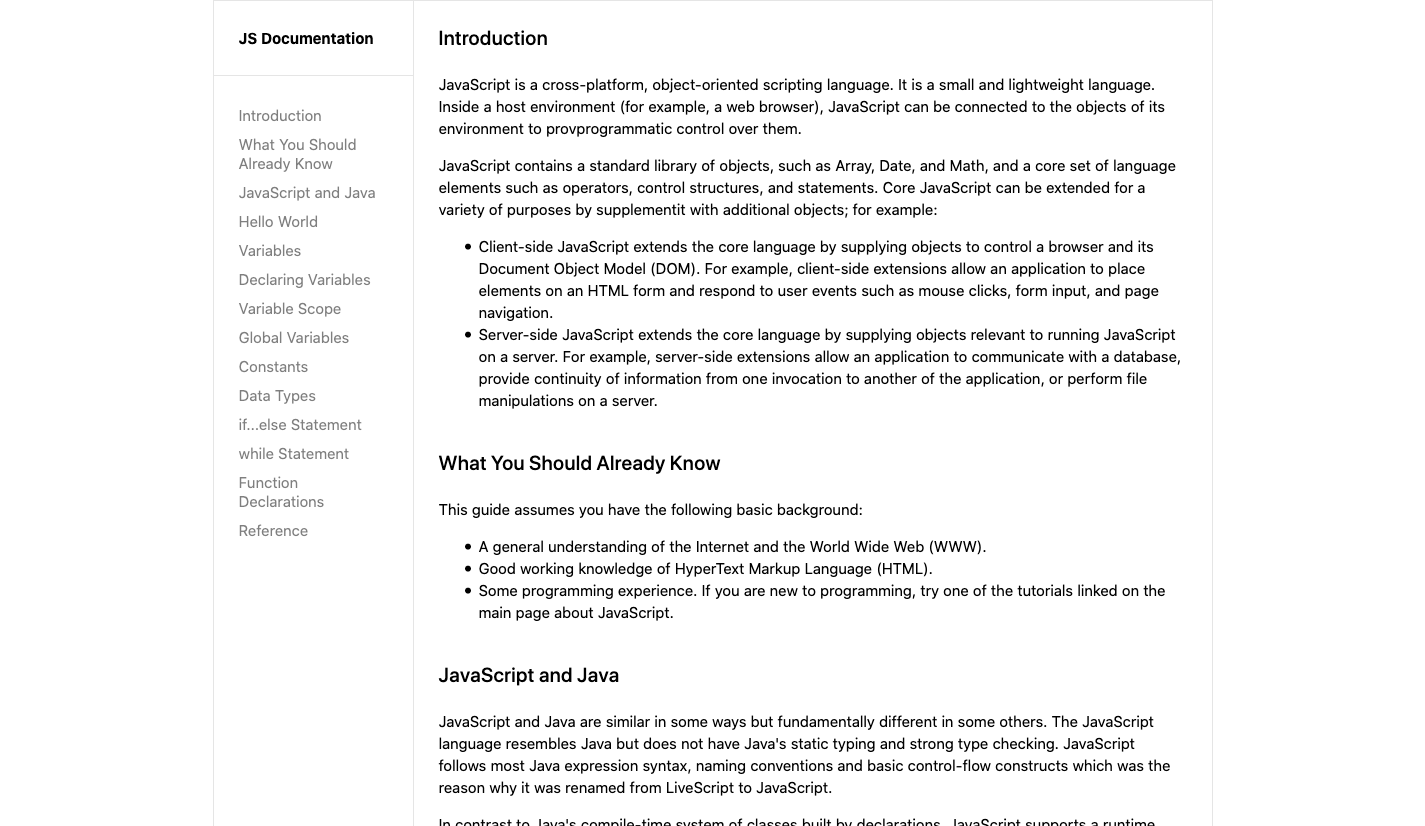 JS Documentation
Introduction
What You Should
Already Know
JavaScript and Java
Hello World
Variables
Declaring Variables
Variable Scope
Global Variables
Constants
Data Types
if...else Statement
while Statement
Function
Declarations
Reference
Introduction
JavaScript is a cross-platform, object-oriented scripting language. It is a small and lightweight language.
Inside a host environment (for example, a web browser), JavaScript can be connected to the objects of its
environment to provprogrammatic control over them.
JavaScript contains a standard library of objects, such as Array, Date, and Math, and a core set of language
elements such as operators, control structures, and statements. Core JavaScript can be extended for a
variety of purposes by supplementit with additional objects; for example:
• Client-side JavaScript extends the core language by supplying objects to control a browser and its
Document Object Model (DOM). For example, client-side extensions allow an application to place
elements on an HTML form and respond to user events such as mouse clicks, form input, and page
navigation.
• Server-side JavaScript extends the core language by supplying objects relevant to running JavaScript
on a server. For example, server-side extensions allow an application to communicate with a database,
provide continuity of information from one invocation to another of the application, or perform file
manipulations on a server.
What You Should Already Know
This guide assumes you have the following basic background:
• A general understanding of the Internet and the World Wide Web (WWW).
• Good working knowledge of HyperText Markup Language (HTML).
• Some programming experience. If you are new to programming, try one of the tutorials linked on the
main page about JavaScript.
JavaScript and Java
JavaScript and Java are similar in some ways but fundamentally different in some others. The JavaScript
language resembles Java but does not have Java's static typing and strong type checking. JavaScript
follows most Java expression syntax, naming conventions and basic control-flow constructs which was the
reason why it was renamed from LiveScript to JavaScript.
In contrast to Java's compile-time system of classes built by declarations, JavaScript supports a runtime